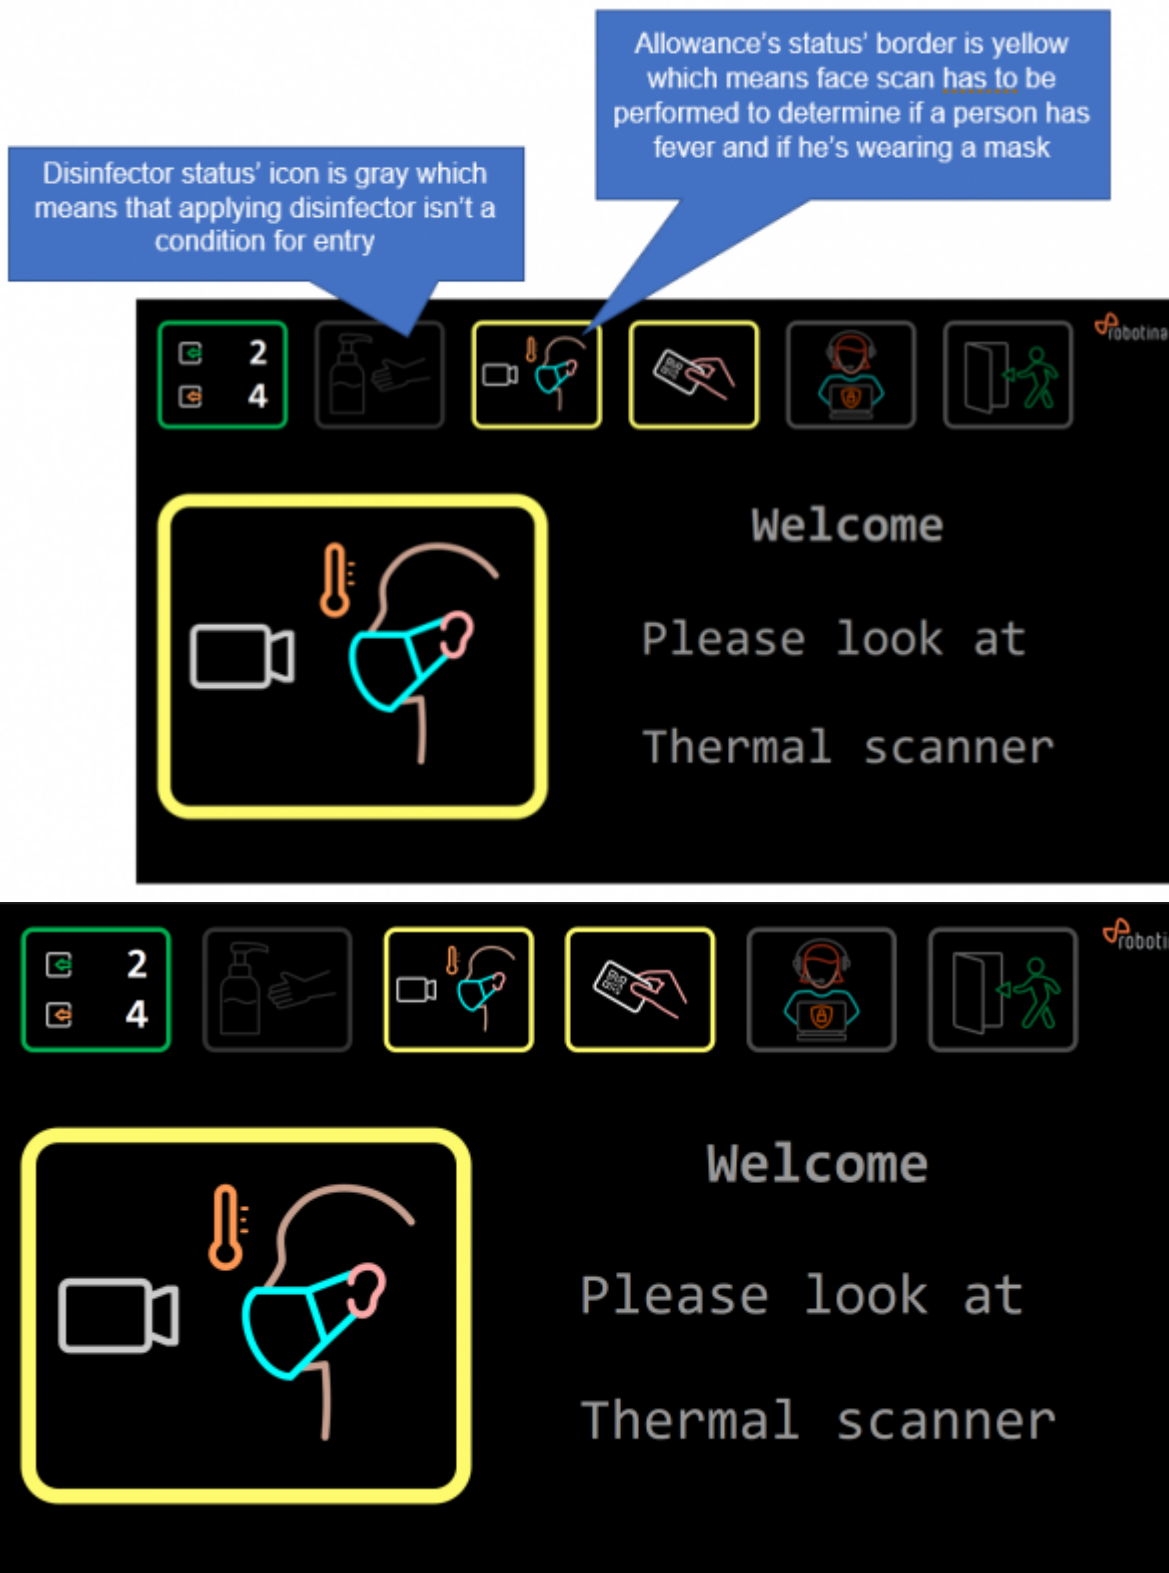 Allowance's status' border is yellow
which means face scan has to be
performed to determine if a person has
fever and if he's wearing a mask
Disinfector status' icon is gray which
means that applying disinfector isn't a
condition for entry
2
4
robotina
Welcome
Please look at
Thermal scanner
2
4
roboti
Welcome
Please look at
Thermal scanner